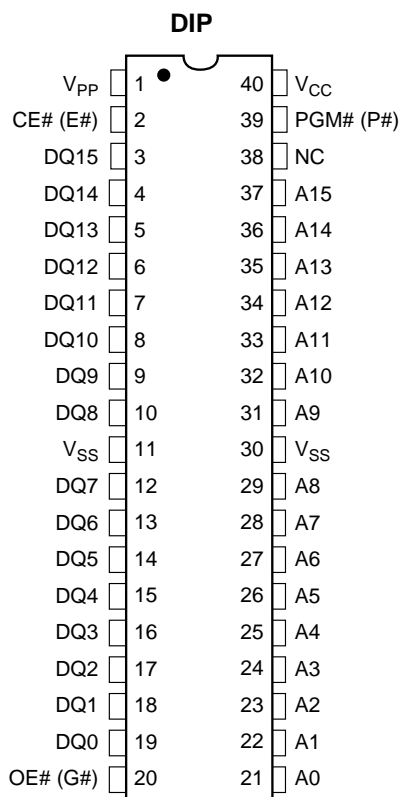 DIP
VPP 1 40 VCC
CE# (E#) 2 39 PGM# (P#)
DQ15 3 38 NC
DQ14 4 37 A15
DQ13 5 36 A14
DQ12 6 35 A13
DQ11 7 34 A12
DQ10 8 33 A11
DQ9 9 32 A10
DQ8 10 31 A9
VSS 11 30 VSS
DQ7 12 29 A8
DQ6 13 28 A7
DQ5 14 27 A6
DQ4 15 26 A5
DQ3 16 25 A4
DQ2 17 24 A3
DQ1 18 23 A2
DQ0 19 22 A1
OE# (G#) 20 21 A0